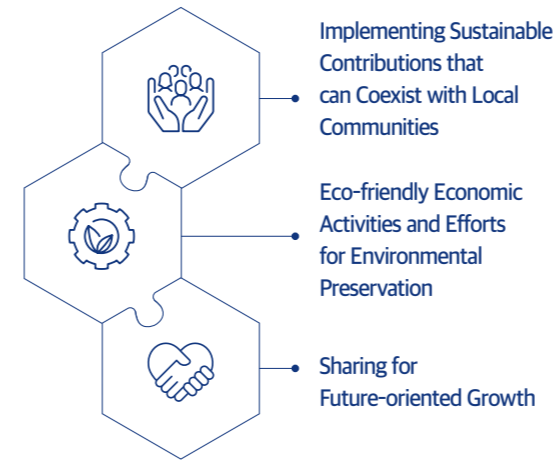 Implementing Sustainable
Contributions that
can Coexist with Local
Communities
Eco-friendly Economic
Activities and Efforts
for Environmental
Preservation
Sharing for
Future-oriented Growth